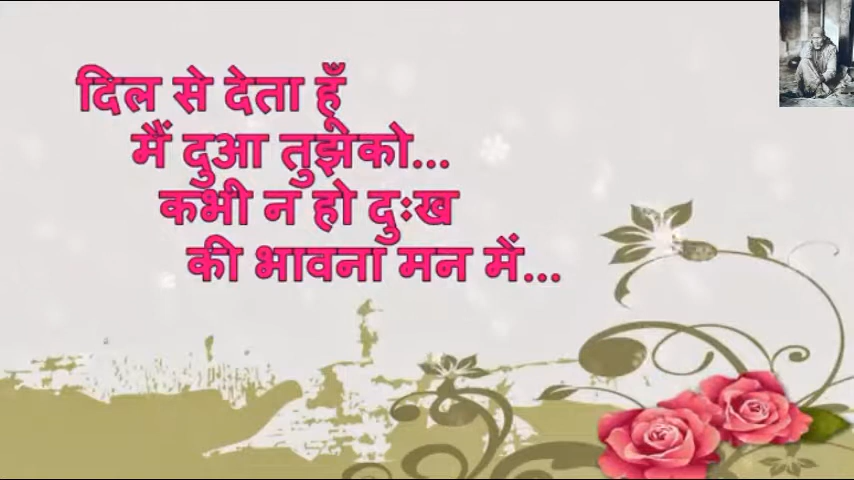 दिल से देता हूँ
मैं दुआ तुझको...
कभी न हो दुःख
की भावना मन में...